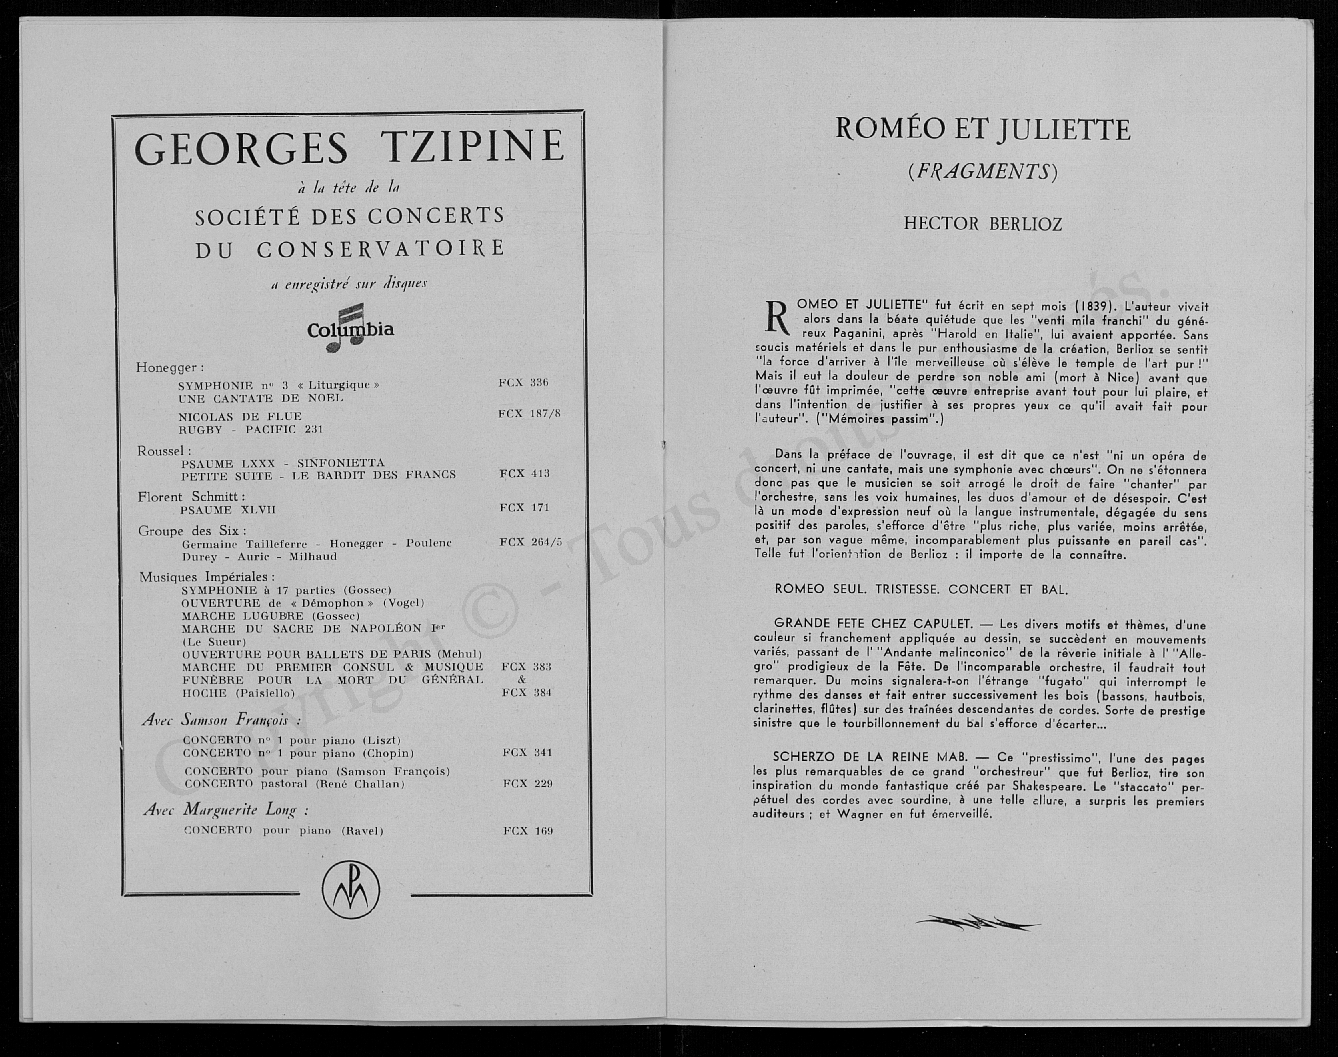 GEORGES TZIPINE
à la tête de la
SOCIÉTÉ DES CONCERTS
DU CONSERVATOIRE
a enregistré sur disques
Columbia
Honegger :
SYMPHONIE nº 3 « Liturgique » FCX 336
UNE CANTATE DE NOEL
NICOLAS DE FLUE FCX 187/8
RUGBY - PACIFIC 231
Roussel :
PSAUME LXXX - SINFONIETTA
PETITE SUITE - LE BARDIT DES FRANCS FCX 413
Florent Schmitt :
PSAUME XLVII FCX 171
Groupe des Six :
Germaine Tailleferre - Honegger - Poulenc FCX 264/5
Durey - Auric - Milhaud
Musiques Impériales :
SYMPHONIE à 17 parties (Gossec)
OUVERTURE de « Démophon » (Vogel)
MARCHE LUGUBRE (Gossec)
MARCHE DU SACRE DE NAPOLÉON Ier
(Le Sueur)
OUVERTURE POUR BALLETS DE PARIS (Mehul)
MARCHE DU PREMIER CONSUL & MUSIQUE FCX 383
FUNÈBRE POUR LA MORT DU GÉNÉRAL &
HOCHE (Paisiello) FCX 384
Avec Samson François :
CONCERTO nº 1 pour piano (Liszt)
CONCERTO nº 1 pour piano (Chopin) FCX 341
CONCERTO pour piano (Samson François)
CONCERTO pastoral (René Challan) FCX 229
Avec Marguerite Long :
CONCERTO pour piano (Ravel) FCX 169
ROMÉO ET JULIETTE
(FRAGMENTS)
HECTOR BERLIOZ
ROMEO ET JULIETTE" fut écrit en sept mois (1839). L'auteur vivait
alors dans la béate quiétude que les "venti mila franchi" du géné-
reux Paganini, après "Harold en Italie", lui avaient apportée. Sans
soucis matériels et dans le pur enthousiasme de la création, Berlioz se sentit
"la force d'arriver à l'île merveilleuse où s'élève le temple de l'art pur !"
Mais il eut la douleur de perdre son noble ami (mort à Nice) avant que
l'œuvre fût imprimée, "cette œuvre entreprise avant tout pour lui plaire, et
dans l'intention de justifier à ses propres yeux ce qu'il avait fait pour
l'auteur". ("Mémoires passim".)
Dans la préface de l'ouvrage, il est dit que ce n'est "ni un opéra de
concert, ni une cantate, mais une symphonie avec chœurs". On ne s'étonnera
donc pas que le musicien se soit arrogé le droit de faire "chanter" par
l'orchestre, sans les voix humaines, les duos d'amour et de désespoir. C'est
là un mode d'expression neuf où la langue instrumentale, dégagée du sens
positif des paroles, s'efforce d'être "plus riche, plus variée, moins arrêtée,
et, par son vague même, incomparablement plus puissante en pareil cas".
Telle fut l'orientation de Berlioz : il importe de la connaître.
ROMEO SEUL. TRISTESSE. CONCERT ET BAL.
GRANDE FETE CHEZ CAPULET. — Les divers motifs et thèmes, d'une
couleur si franchement appliquée au dessin, se succèdent en mouvements
variés, passant de l' "Andante malinconico" de la rêverie initiale à l' "Alle-
gro" prodigieux de la Fête. De l'incomparable orchestre, il faudrait tout
remarquer. Du moins signalera-t-on l'étrange "fugato" qui interrompt le
rythme des danses et fait entrer successivement les bois (bassons, hautbois,
clarinettes, flûtes) sur des traînées descendantes de cordes. Sorte de prestige
sinistre que le tourbillonnement du bal s'efforce d'écarter...
SCHERZO DE LA REINE MAB. — Ce "prestissimo", l'une des pages
les plus remarquables de ce grand "orchestreur" que fut Berlioz, tire son
inspiration du monde fantastique créé par Shakespeare. Le "staccato" per-
pétuel des cordes avec sourdine, à une telle allure, a surpris les premiers
auditeurs ; et Wagner en fut émerveillé.
Copyright © - Tous droits